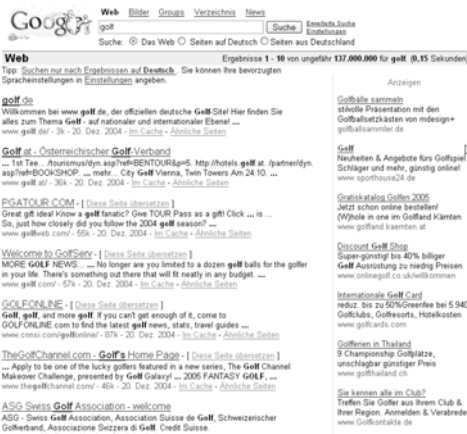 Google
Web Bilder Groups Verzeichnis News
golf Suche Erweiterte Suche
Einstellungen
Suche: Das Web Seiten auf Deutsch Seiten aus Deutschland
Web Ergebnisse 1 - 10 von ungefähr 137.000.000 für golf. (0,15 Sekunden)
Tipp: Suchen nur nach Ergebnissen auf Deutsch. Sie können Ihre bevorzugten
Spracheinstellungen in Einstellungen angeben.
golf.de
Willkommen bei www.golf.de, der offiziellen deutsche Golf-Site! Hier finden Sie
alles zum Thema Golf - auf nationaler und internationaler Ebene! ...
www.golf.de/ - 3k - 20. Dez. 2004 - Im Cache - Ähnliche Seiten
Golf at - Österreichischer Golf-Verband
... 1st Tee... /tourismus/dyn.asp?ref=BENTOUR&p=5. http://hotels.golf.at. /partner/dyn.
asp?ref=BOOKSHOP. ... mehr... City Golf Vienna, Twin Towers Am 24.10. ...
www.golf.at/ - 36k - 20. Dez. 2004 - Im Cache - Ähnliche Seiten
PGATOUR.COM - [ Diese Seite übersetzen ]
Great gift idea! Know a golf fanatic? Give TOUR Pass as a gift! Click ... is ...
So, just how closely did you follow the 2004 golf season? ...
www.golfweb.com/ - 55k - 20. Dez. 2004 - Im Cache - Ähnliche Seiten
Welcome to GolfServ - [ Diese Seite übersetzen ]
MORE GOLF NEWS... ... No longer are you limited to a dozen golf balls for the golfer
in your life. There's something out there that will fit neatly in any budget. ...
www.golf.com/ - 57k - 20. Dez. 2004 - Im Cache - Ähnliche Seiten
GOLFONLINE - [ Diese Seite übersetzen ]
Golf, golf, and more golf. If you can't get enough of it, come to
GOLFONLINE.com to find the latest golf news, stats, travel guides ...
www.cnnsi.com/golfonline/ - 87k - 20. Dez. 2004 - Im Cache - Ähnliche Seiten
TheGolfChannel.com - Golf's Home Page - [ Diese Seite übersetzen ]
... Apply to be one of the lucky golfers featured in a new series, The Golf Channel
Makeover Challenge, presented by Golf Galaxy! ... 2005 FANTASY GOLF, ...
www.thegolfchannel.com/ - 46k - 20. Dez. 2004 - Im Cache - Ähnliche Seiten
ASG Swiss Golf Association - welcome
ASG - Swiss Golf Association, Association Suisse de Golf, Schweizerischer
Golfverband, Associazione Svizzera di Golf. Credit Suisse.
Anzeigen
Golfbälle sammeln
stilvolle Präsentation mit den
Golfballsetzkästen von mdesign+
golfballsammler.de
Golf
Neuheiten & Angebote fürs Golfspiel
Schläger und mehr, günstig online!
www.sporthouse24.de
Gratiskatalog Golfen 2005
Jetzt schon online bestellen!
(W)hole in one im Golfland Kärnten
www.golfland.kaernten.at
Discount Golf Shop
Super-günstig! bis 40% billiger
Golf Ausrüstung zu niedrig Preisen
www.onlinegolf.co.uk/willkommen
Internationale Golf Card
reduz. bis zu 50%Greenfee bei 5.940
Golfclubs, Golfresorts, Hotelkosten
www.golfcards.com
Golfferien in Thailand
9 Championship Golfplätze,
unschlagbar günstiger Preis
www.golfthailand.ch
Sie kennen alle im Club?
Treffen Sie Golfer aus Ihrem Club &
Ihrer Region. Anmelden & Verabrede
www.Golfkontakte.de